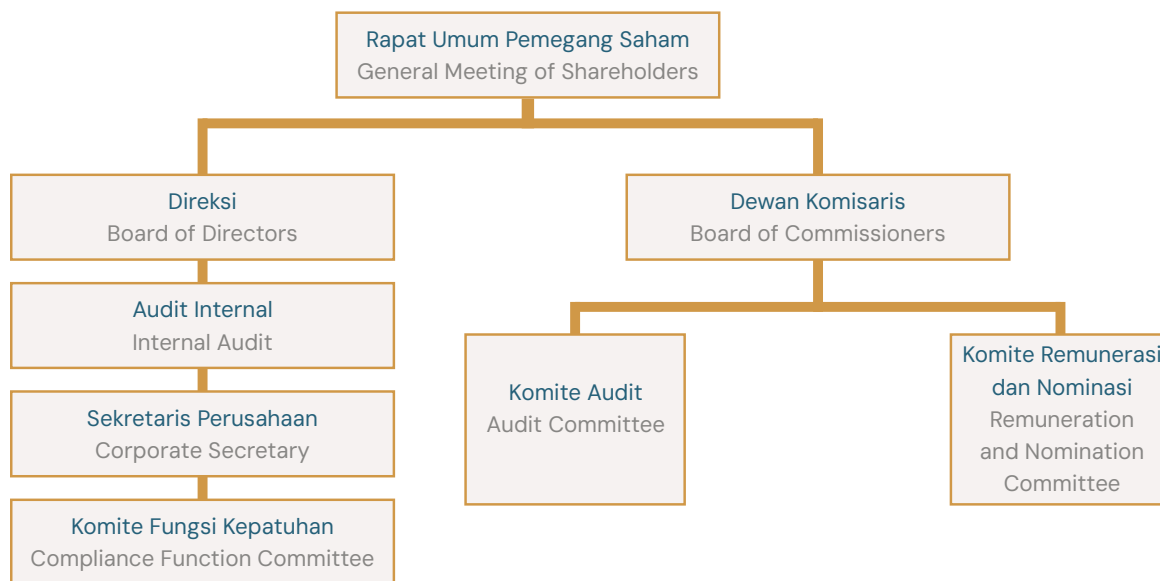 Rapat Umum Pemegang Saham
General Meeting of Shareholders
Direksi
Board of Directors
Dewan Komisaris
Board of Commissioners
Audit Internal
Internal Audit
Sekretaris Perusahaan
Corporate Secretary
Komite Fungsi Kepatuhan
Compliance Function Committee
Komite Audit
Audit Committee
Komite Remunerasi
dan Nominasi
Remuneration
and Nomination
Committee